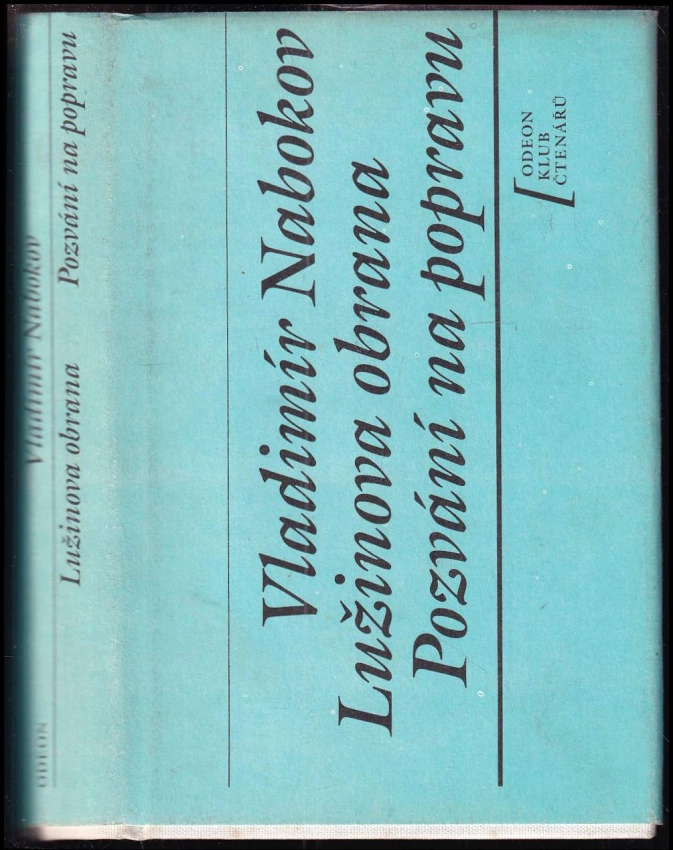 Vladimír Nabokov
Lužinova obrana
Pozvání na popravu
ODEON
KLUB
ČTENÁŘŮ
ODEON
Vladimír Nabokov
Lužinova obrana Pozvání na popravu